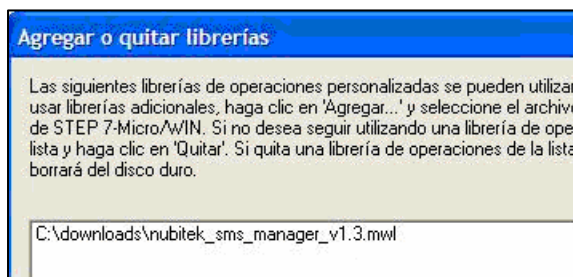 Agregar o quitar librerías
Las siguientes librerías de operaciones personalizadas se pueden utilizar
usar librerías adicionales, haga clic en 'Agregar...' y seleccione el archivo
de STEP 7-Micro/WIN. Si no desea seguir utilizando una librería de ope
lista y haga clic en 'Quitar'. Si quita una librería de operaciones de la lista
borrará del disco duro.
C:\downloads\nubitek_sms_manager_v1.3.mwl